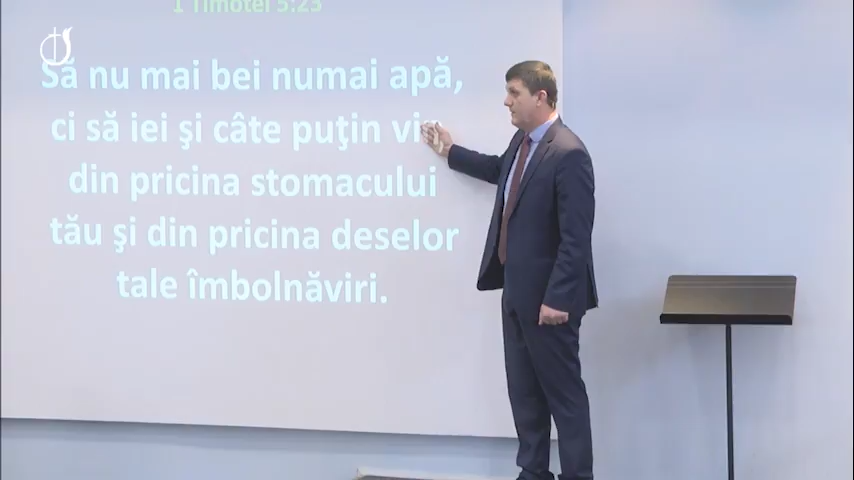 1 Timotei 5:23
Să nu mai bei numai apă,
ci să iei şi câte puţin
din pricina stomacului
tău şi din pricina deselor
tale îmbolnăviri.